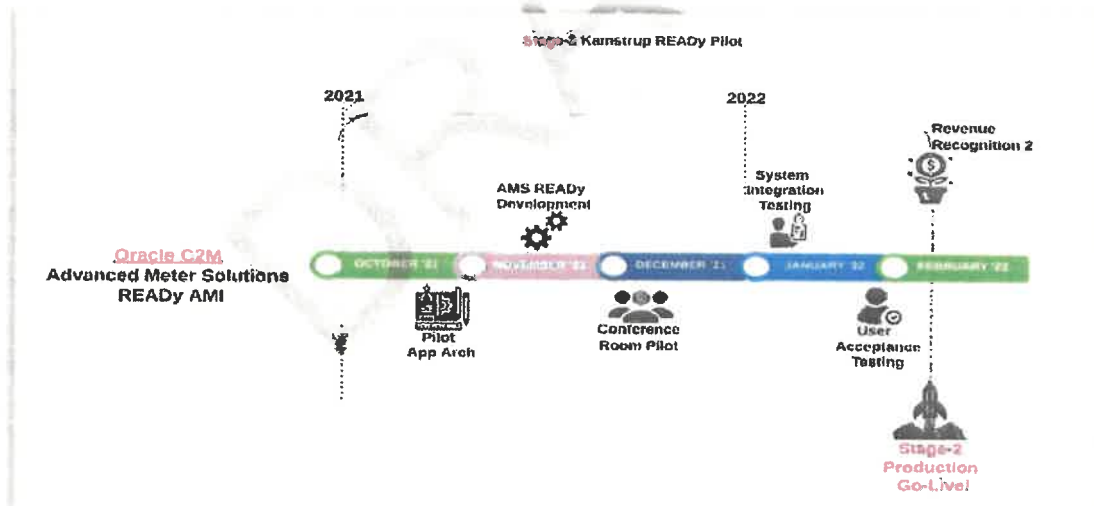 Stage-2 Kamstrup READy Pilot
2021
2022
Revenue
Recognition 2
System
Integration
Testing
AMS READy
Development
Oracle C2M
Advanced Meter Solutions
READy AMI
OCTOBER '21
NOVEMBER '21
DECEMBER '21
JANUARY '22
FEBRUARY '22
Pilot
App Arch
Conference
Room Pilot
User
Acceptance
Testing
Stage-2
Production
Go-Live!